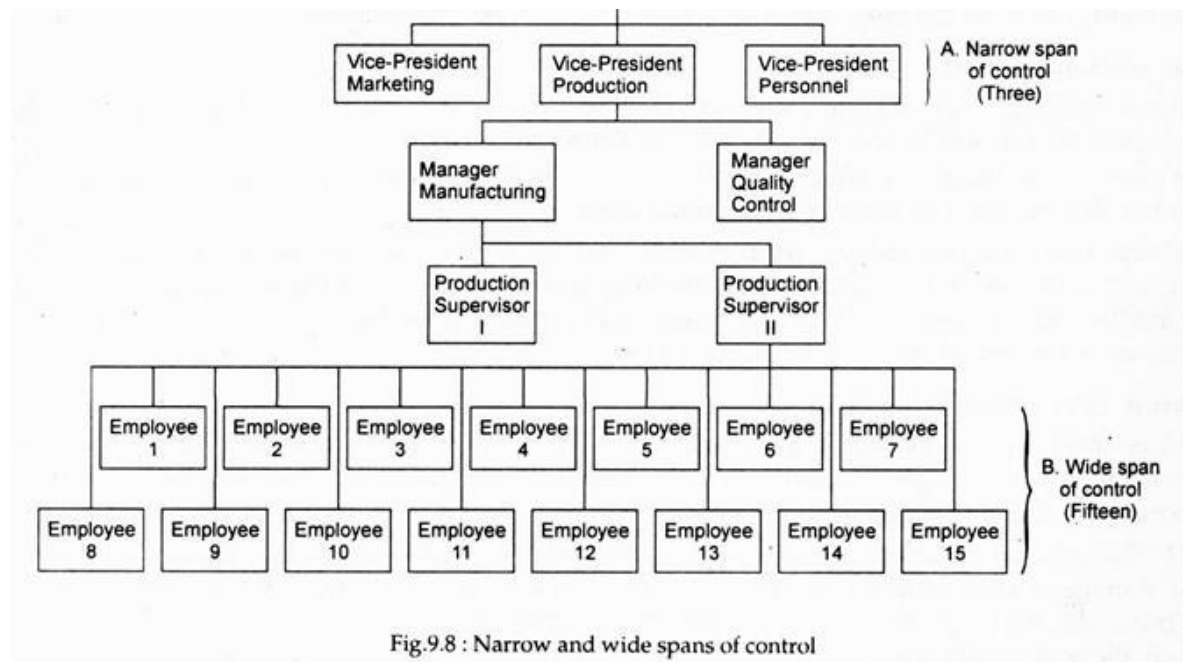 Vice-President
Marketing
Vice-President
Production
Vice-President
Personnel
A. Narrow span
of control
(Three)
Manager
Manufacturing
Manager
Quality
Control
Production
Supervisor
I
Production
Supervisor
II
Employee
1
Employee
2
Employee
3
Employee
4
Employee
5
Employee
6
Employee
7
Employee
8
Employee
9
Employee
10
Employee
11
Employee
12
Employee
13
Employee
14
Employee
15
B. Wide span
of control
(Fifteen)
Fig.9.8 : Narrow and wide spans of control